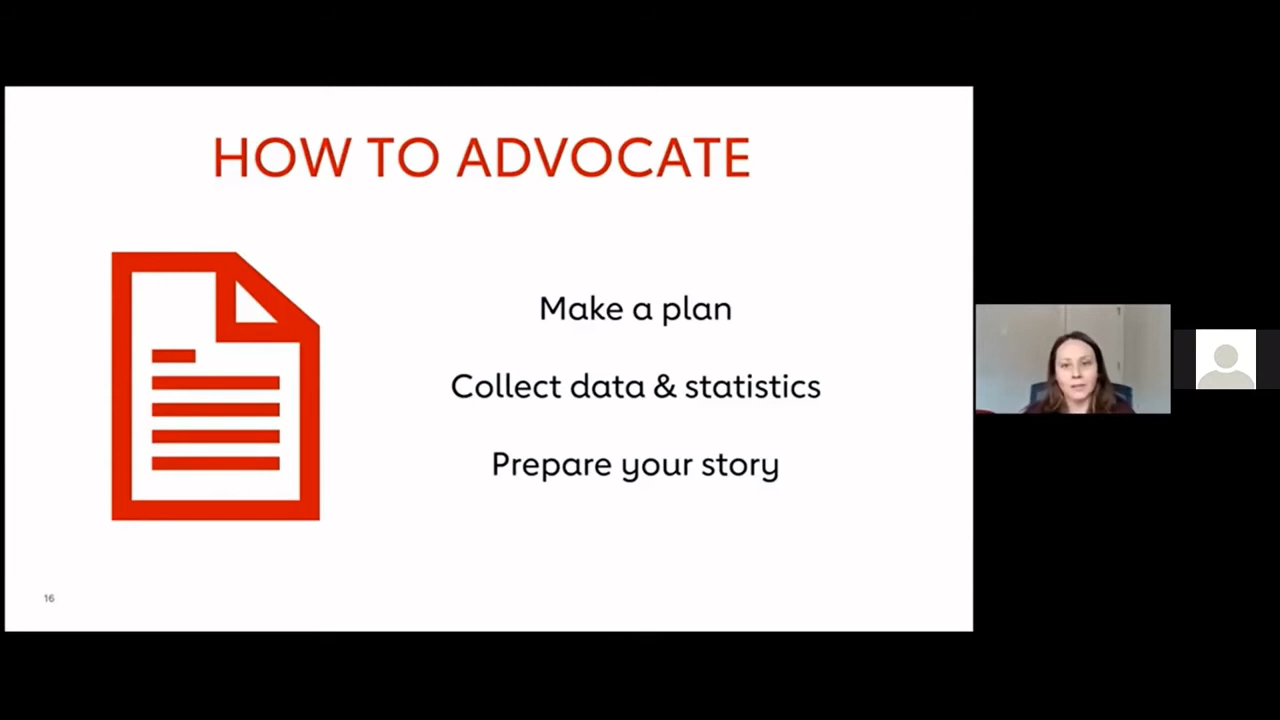 HOW TO ADVOCATE
Make a plan
Collect data & statistics
Prepare your story
16